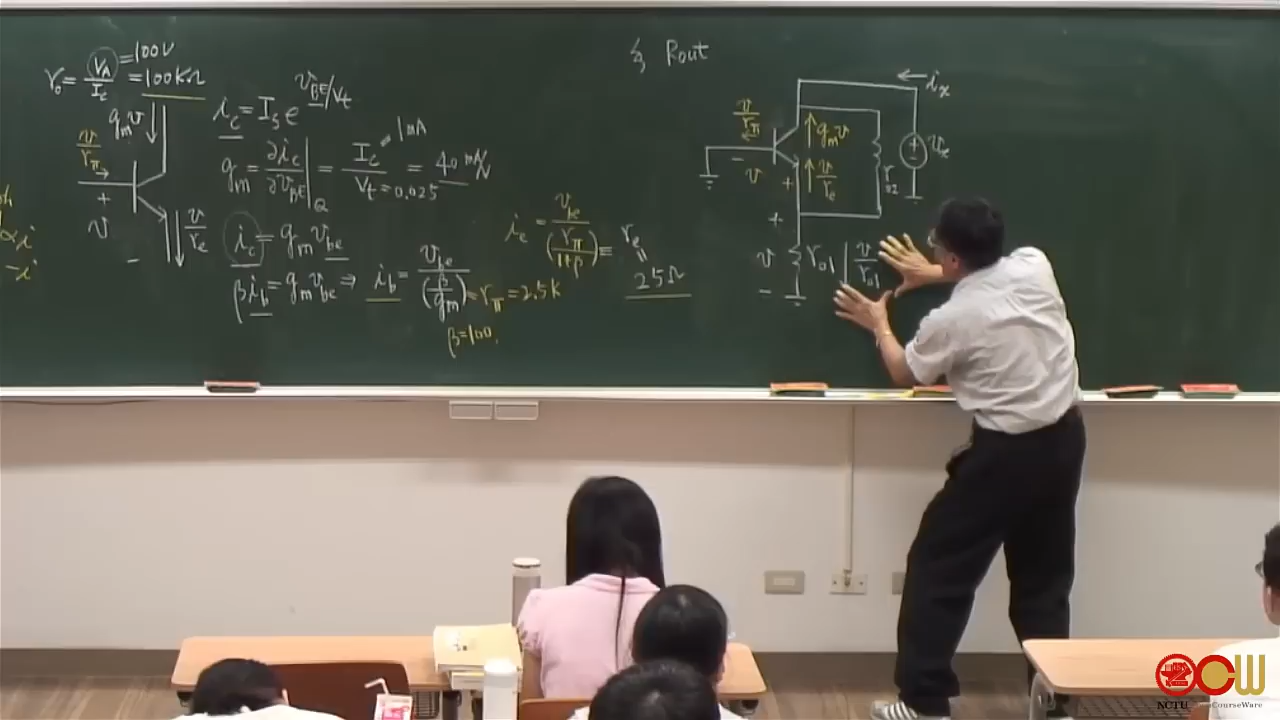 r_o = V_A/I_C = 100V = 100KΩ
g_m v
v/r_π
+
v
-
v/r_e
i_c = I_s e^{v_BE/V_t}
g_m = ∂i_c/∂v_BE |_Q = I_C/V_t = 40 mA/V
= 1mA
= 0.025
i_c = g_m v_be
β i_b = g_m v_be ⇒ i_b = v_be/(β/g_m) = r_π = 2.5K
β=100,
i_e = v_be/(r_π/(1+β)) ≡ r_e
=
25Ω
α i
-i
§ Rout
i_x
v/r_π
g_m v
- v +
v/r_e
r_o2
+
-
v_x
+
v
-
r_o1
v/r_o1
NCTU OpenCourseWare
OCW